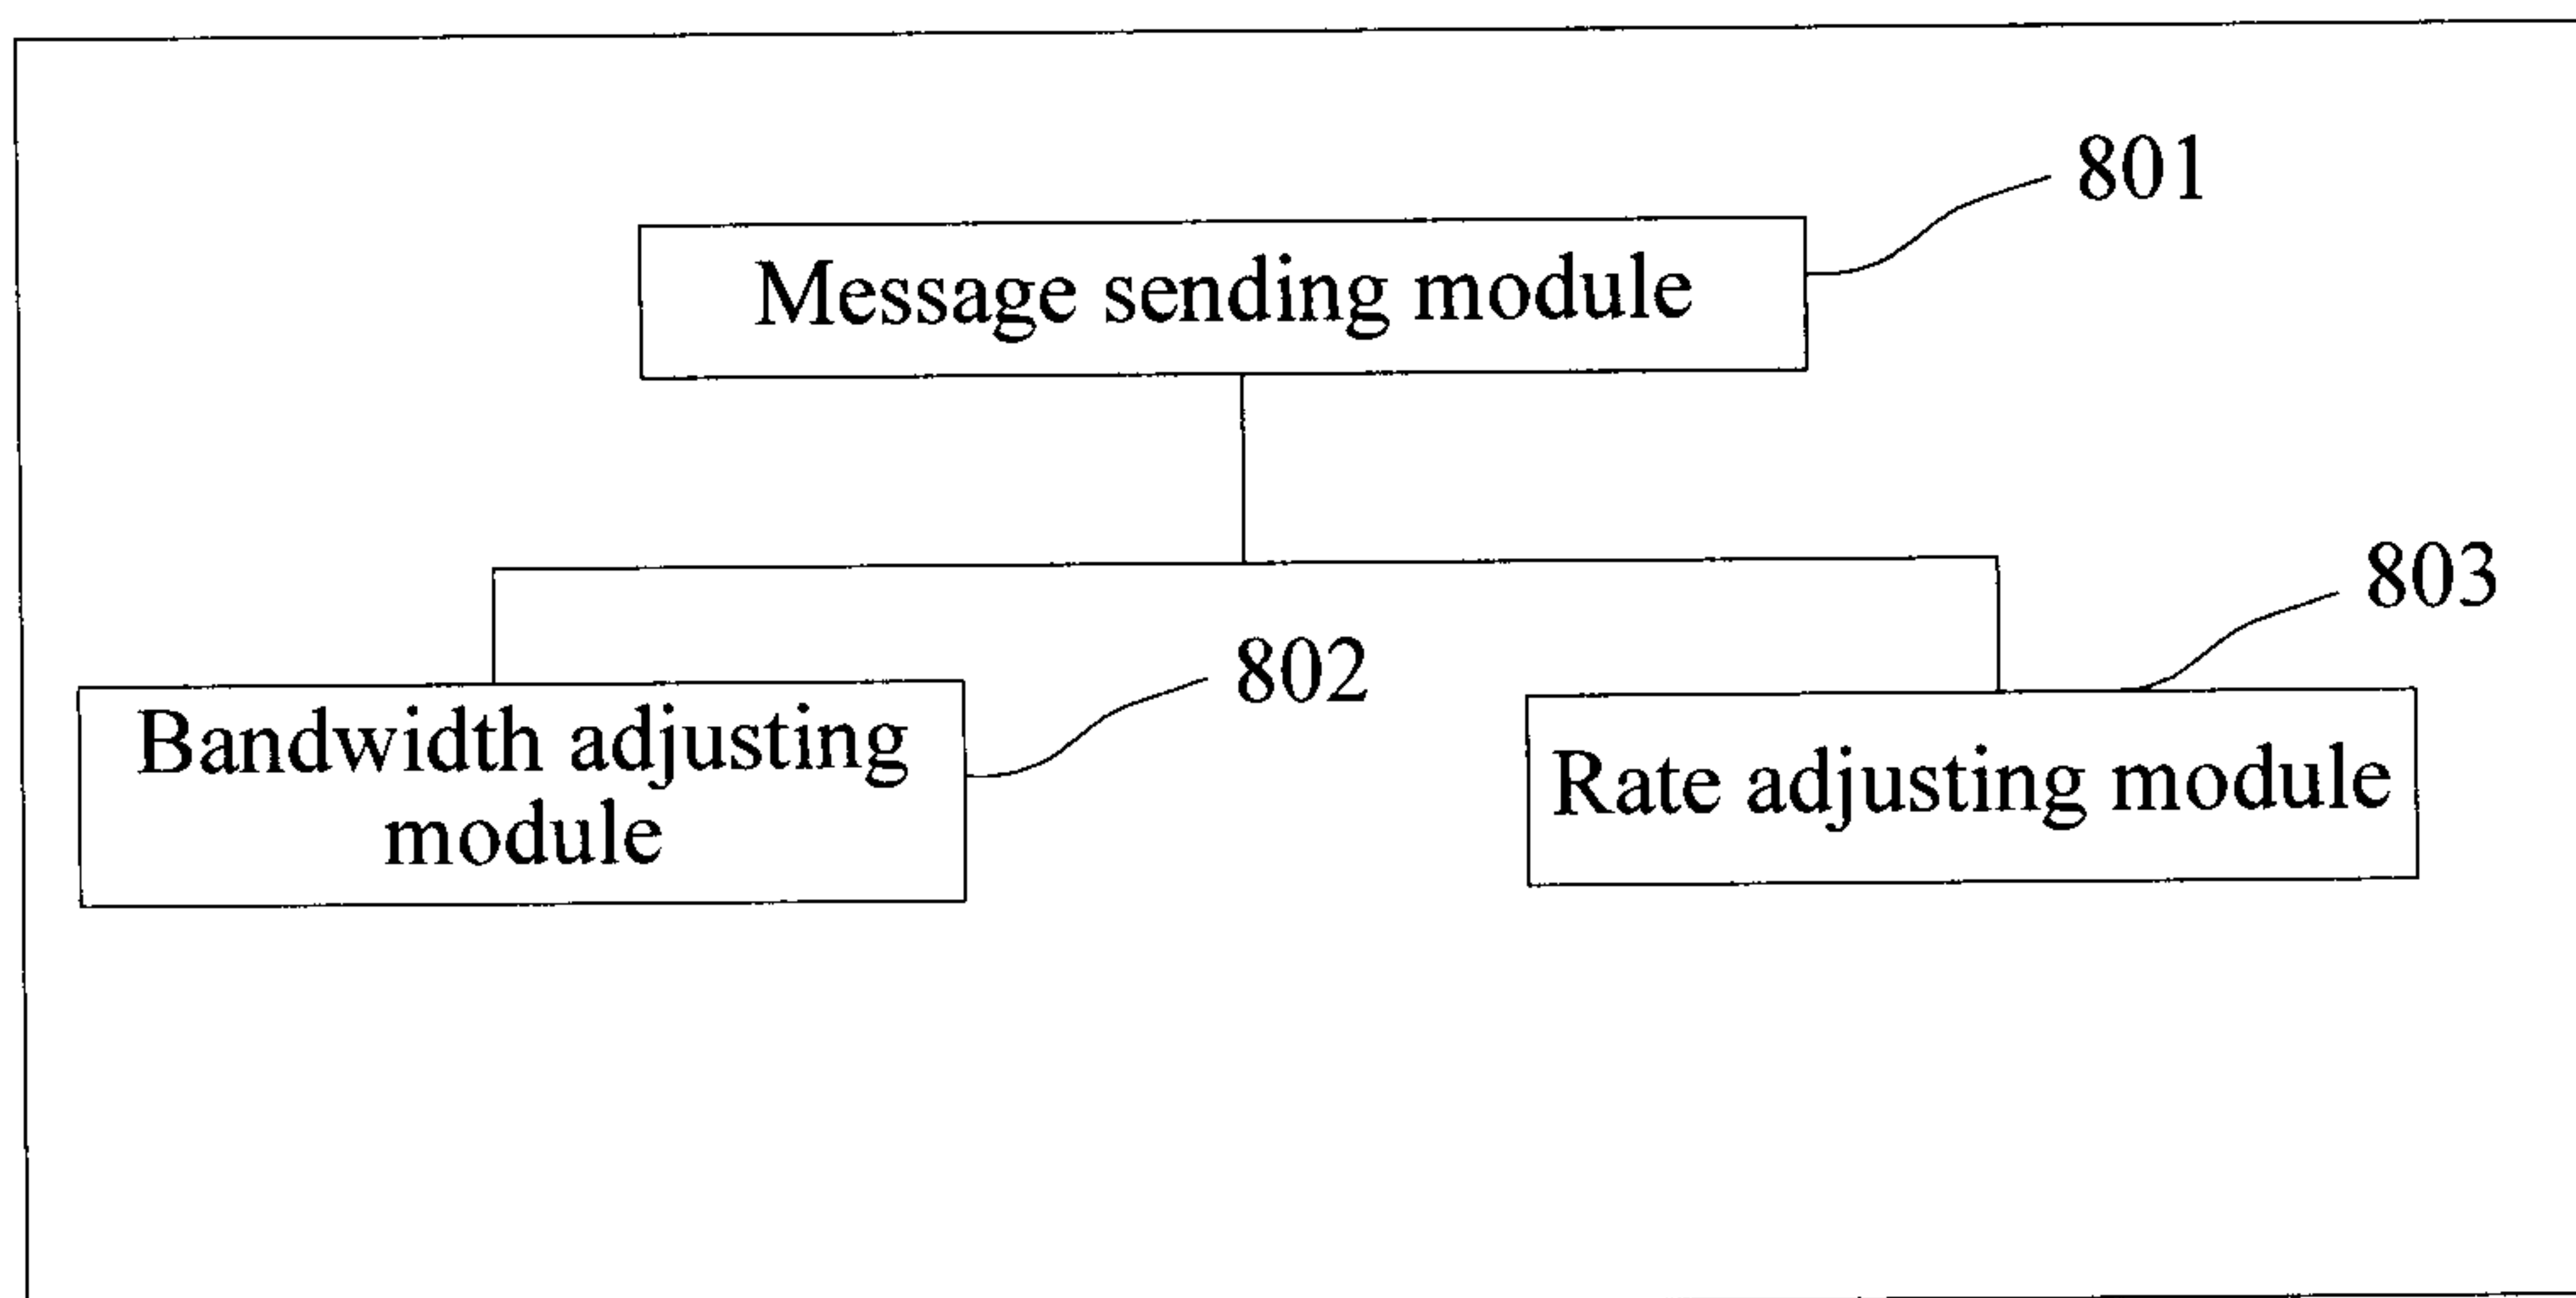 801
Message sending module
803
802
Bandwidth adjusting
module
Rate adjusting module